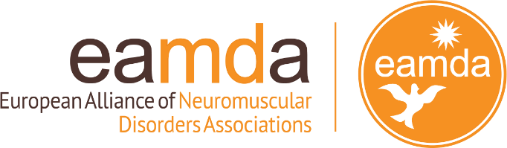 eamda
European Alliance of Neuromuscular
Disorders Associations
eamda